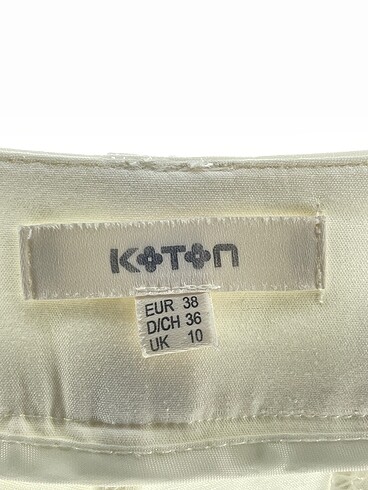 KOTON
EUR 38
D/CH 36
UK 10